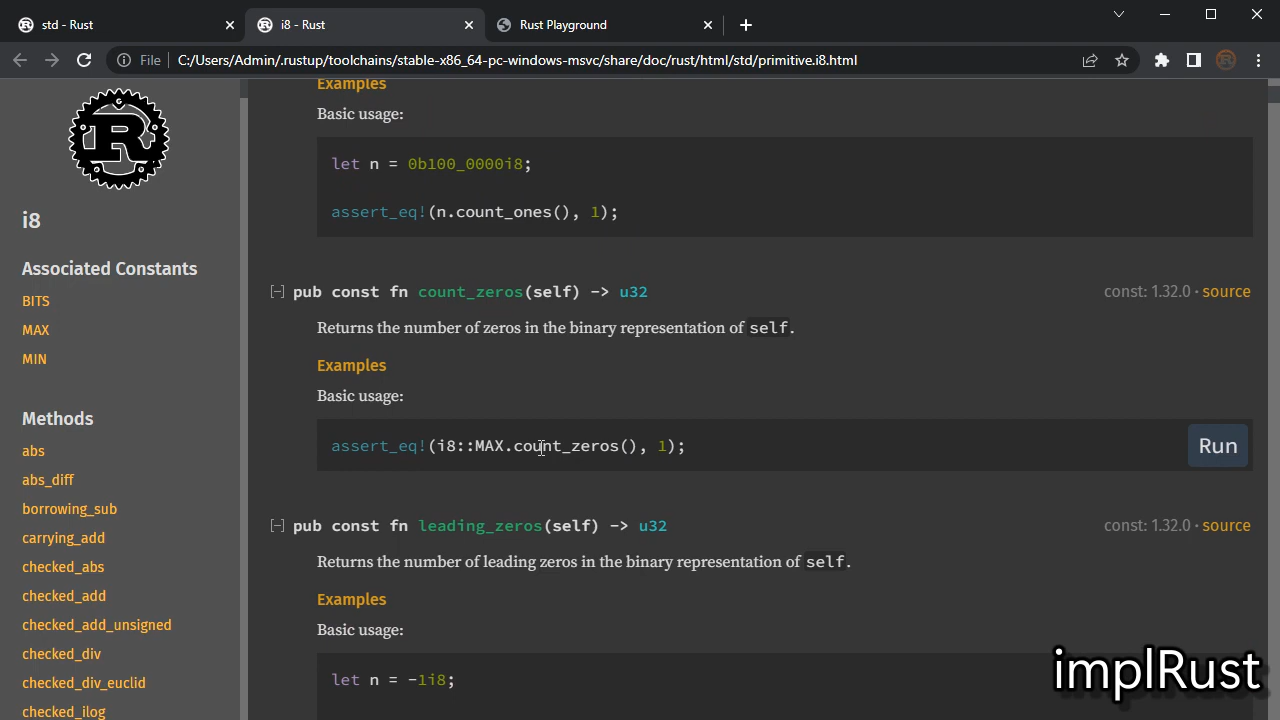 std - Rust
i8 - Rust
Rust Playground
File C:/Users/Admin/.rustup/toolchains/stable-x86_64-pc-windows-msvc/share/doc/rust/html/std/primitive.i8.html
R
i8
Associated Constants
BITS
MAX
MIN
Methods
abs
abs_diff
borrowing_sub
carrying_add
checked_abs
checked_add
checked_add_unsigned
checked_div
checked_div_euclid
checked_ilog
Examples
Basic usage:
let n = 0b100_0000i8;
assert_eq!(n.count_ones(), 1);
[−] pub const fn count_zeros(self) -> u32
const: 1.32.0 · source
Returns the number of zeros in the binary representation of self.
Examples
Basic usage:
assert_eq!(i8::MAX.count_zeros(), 1);
Run
[−] pub const fn leading_zeros(self) -> u32
const: 1.32.0 · source
Returns the number of leading zeros in the binary representation of self.
Examples
Basic usage:
let n = -1i8;
implRust